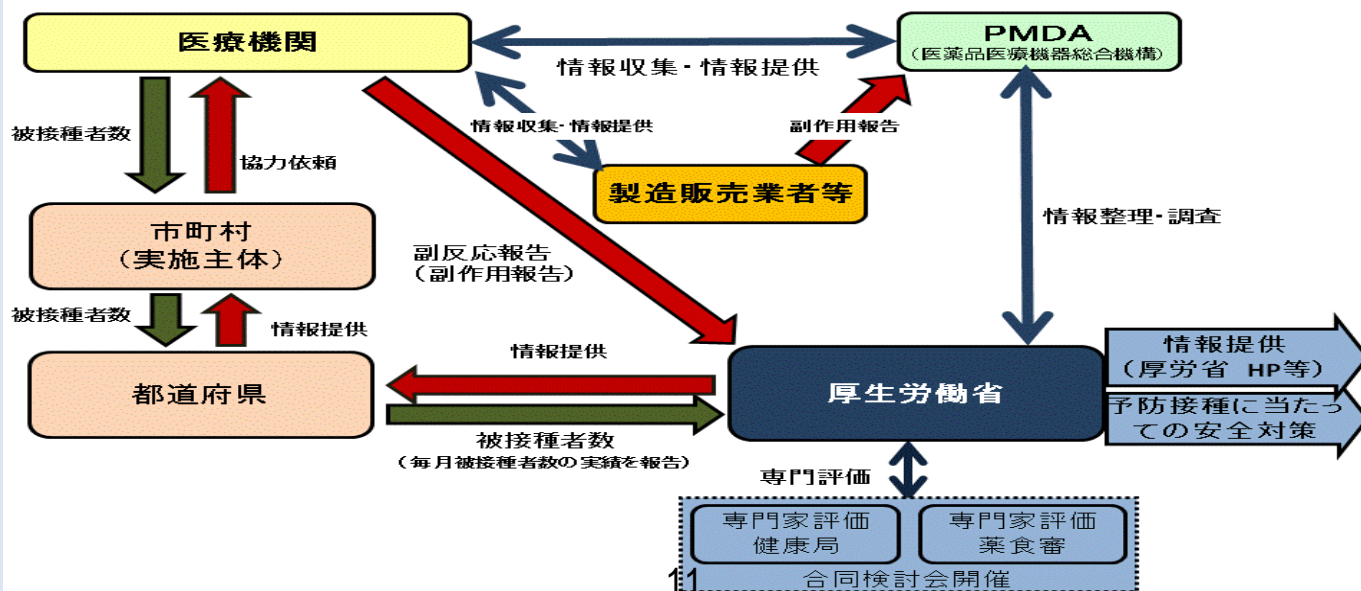 医療機関
PMDA
（医薬品医療機器総合機構）
情報収集・情報提供
被接種者数
協力依頼
情報収集・情報提供
副作用報告
製造販売業者等
市町村
（実施主体）
副反応報告
（副作用報告）
情報整理・調査
被接種者数
情報提供
都道府県
情報提供
厚生労働省
情報提供
（厚労省 HP等）
予防接種に当たっ
ての安全対策
被接種者数
（毎月被接種者数の実績を報告）
専門評価
専門家評価
健康局
専門家評価
薬食審
合同検討会開催
11